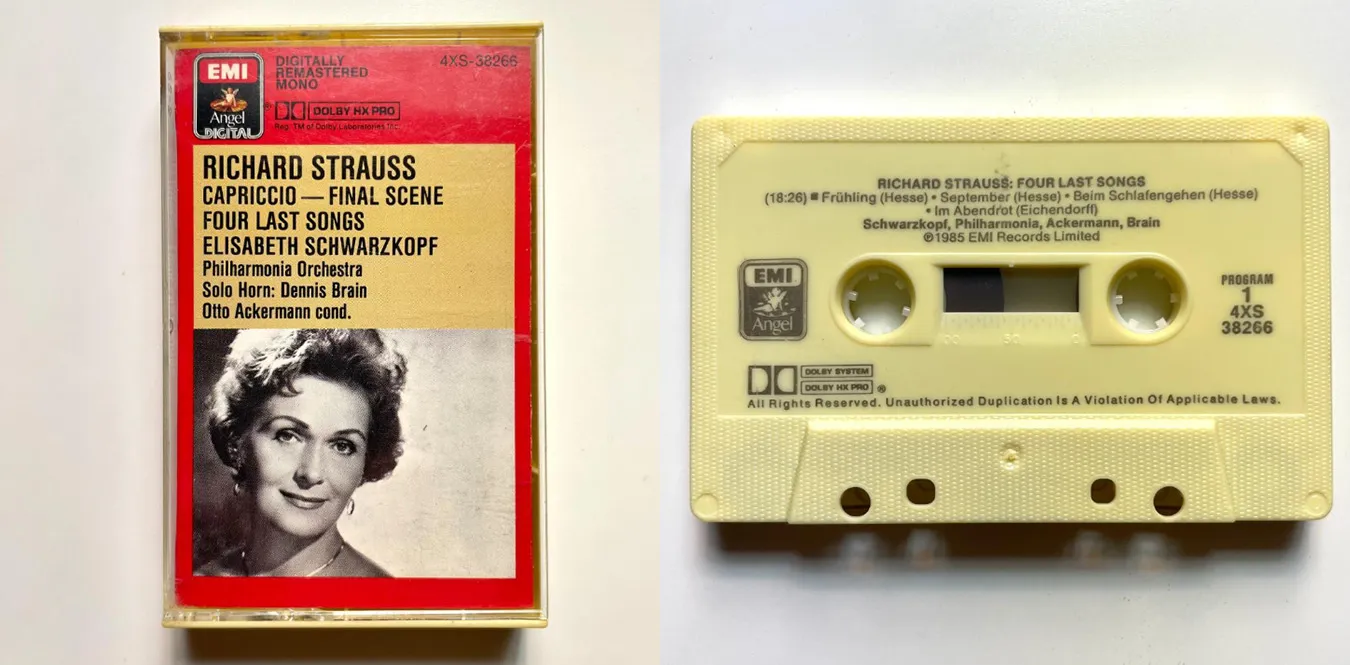 EMI
Angel
DIGITAL
DIGITALLY
REMASTERED
MONO
4XS-38266
DOLBY HX PRO
Reg. TM of Dolby Laboratories Inc.
RICHARD STRAUSS
CAPRICCIO — FINAL SCENE
FOUR LAST SONGS
ELISABETH SCHWARZKOPF
Philharmonia Orchestra
Solo Horn: Dennis Brain
Otto Ackermann cond.
RICHARD STRAUSS: FOUR LAST SONGS
(18:26) ■ Frühling (Hesse) • September (Hesse) • Beim Schlafengehen (Hesse)
• Im Abendrot (Eichendorff)
Schwarzkopf, Philharmonia, Ackermann, Brain
℗1985 EMI Records Limited
EMI
Angel
PROGRAM
1
4XS
38266
50
DOLBY SYSTEM
DOLBY HX PRO ®
All Rights Reserved. Unauthorized Duplication Is A Violation Of Applicable Laws.